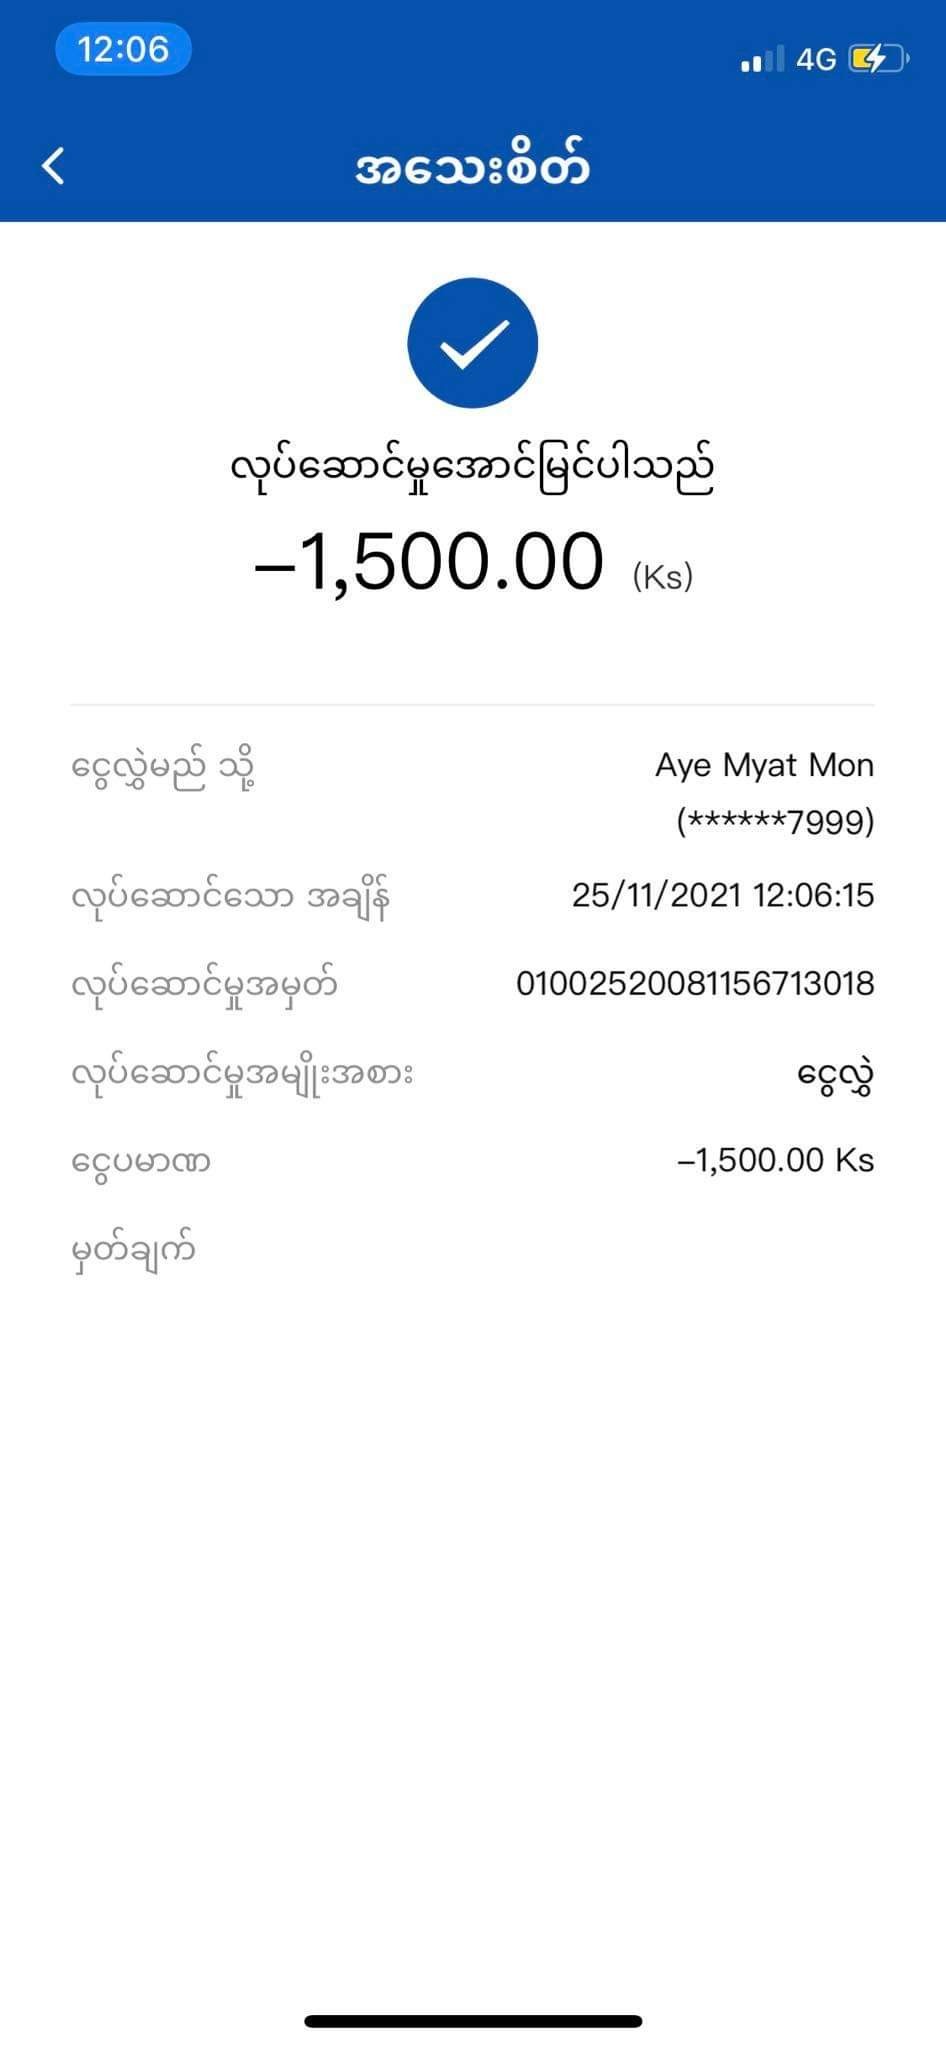 12:06
4G
အသေးစိတ်
လုပ်ဆောင်မှုအောင်မြင်ပါသည်
–1,500.00 (Ks)
ငွေလွှဲမည် သို့ Aye Myat Mon
(******7999)
လုပ်ဆောင်သော အချိန် 25/11/2021 12:06:15
လုပ်ဆောင်မှုအမှတ် 01002520081156713018
လုပ်ဆောင်မှုအမျိုးအစား ငွေလွှဲ
ငွေပမာဏ –1,500.00 Ks
မှတ်ချက်